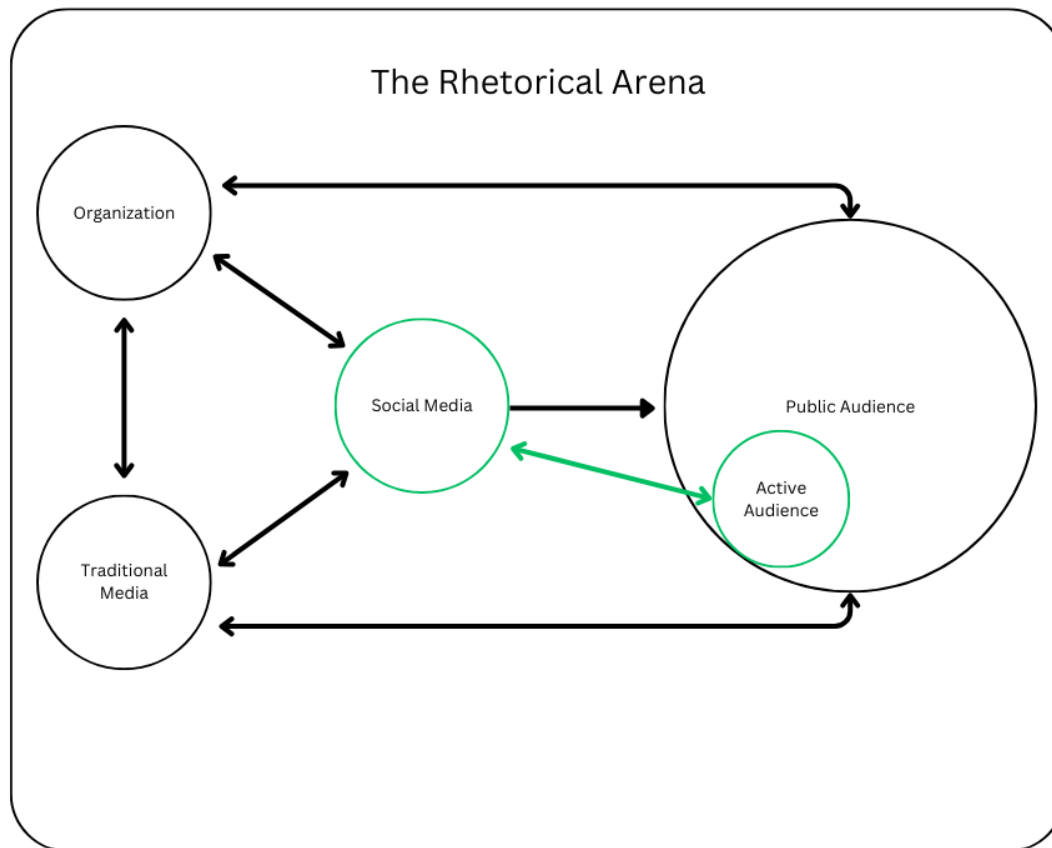 The Rhetorical Arena
Organization
Social Media
Public Audience
Active
Audience
Traditional
Media